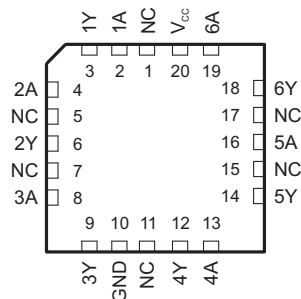 1Y 1A NC Vcc 6A
3 2 1 20 19
2A 4 18 6Y
NC 5 17 NC
2Y 6 16 5A
NC 7 15 NC
3A 8 14 5Y
9 10 11 12 13
3Y GND NC 4Y 4A